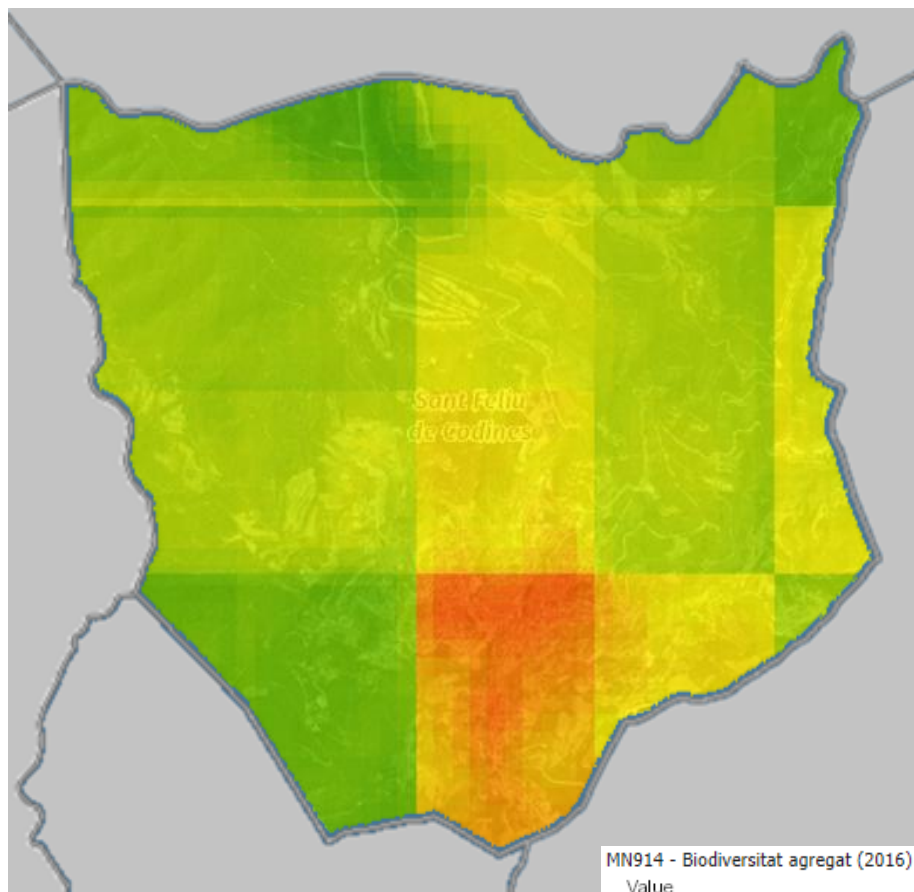 Sant Feliu
de Codines
MN914 - Biodiversitat agregat (2016)
Value